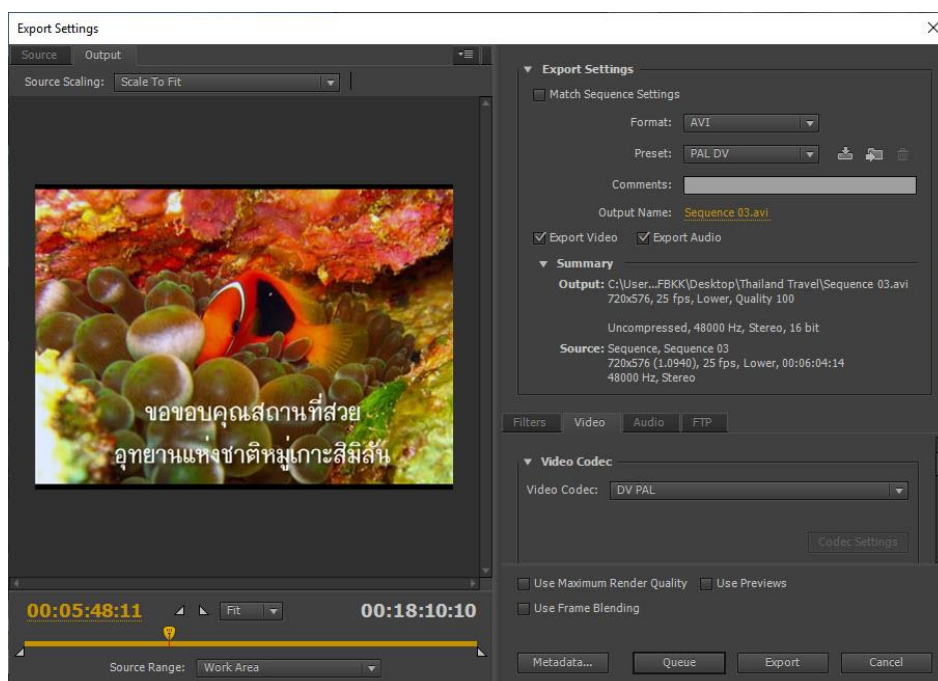 Export Settings
Source
Output
Source Scaling: Scale To Fit
ขอขอบคุณสถานที่สวย
อุทยานแห่งชาติหมู่เกาะสิมิลัน
00:05:48:11
Fit
00:18:10:10
Source Range: Work Area
Export Settings
Match Sequence Settings
Format: AVI
Preset: PAL DV
Comments:
Output Name: Sequence 03.avi
Export Video Export Audio
Summary
Output: C:\User...FBKK\Desktop\Thailand Travel\Sequence 03.avi
720x576, 25 fps, Lower, Quality 100
Uncompressed, 48000 Hz, Stereo, 16 bit
Source: Sequence, Sequence 03
720x576 (1.0940), 25 fps, Lower, 00:06:04:14
48000 Hz, Stereo
Filters Video Audio FTP
Video Codec
Video Codec: DV PAL
Codec Settings
Use Maximum Render Quality Use Previews
Use Frame Blending
Metadata... Queue Export Cancel